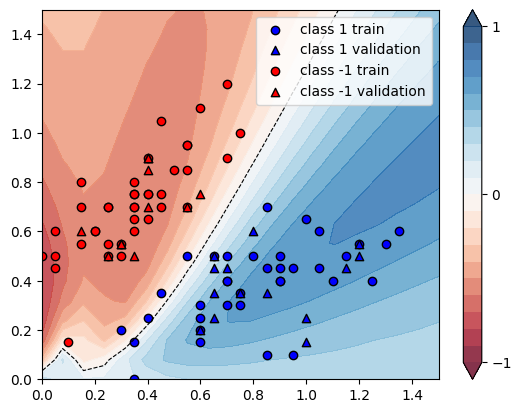 class 1 train
class 1 validation
class -1 train
class -1 validation
1.4
1.2
1.0
0.8
0.6
0.4
0.2
0.0
0.0 0.2 0.4 0.6 0.8 1.0 1.2 1.4
1
0
−1